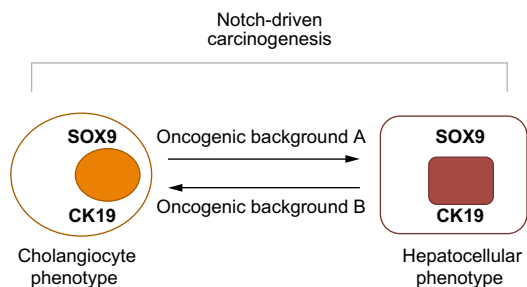 Notch-driven
carcinogenesis
SOX9
CK19
Cholangiocyte
phenotype
Oncogenic background A
Oncogenic background B
SOX9
CK19
Hepatocellular
phenotype